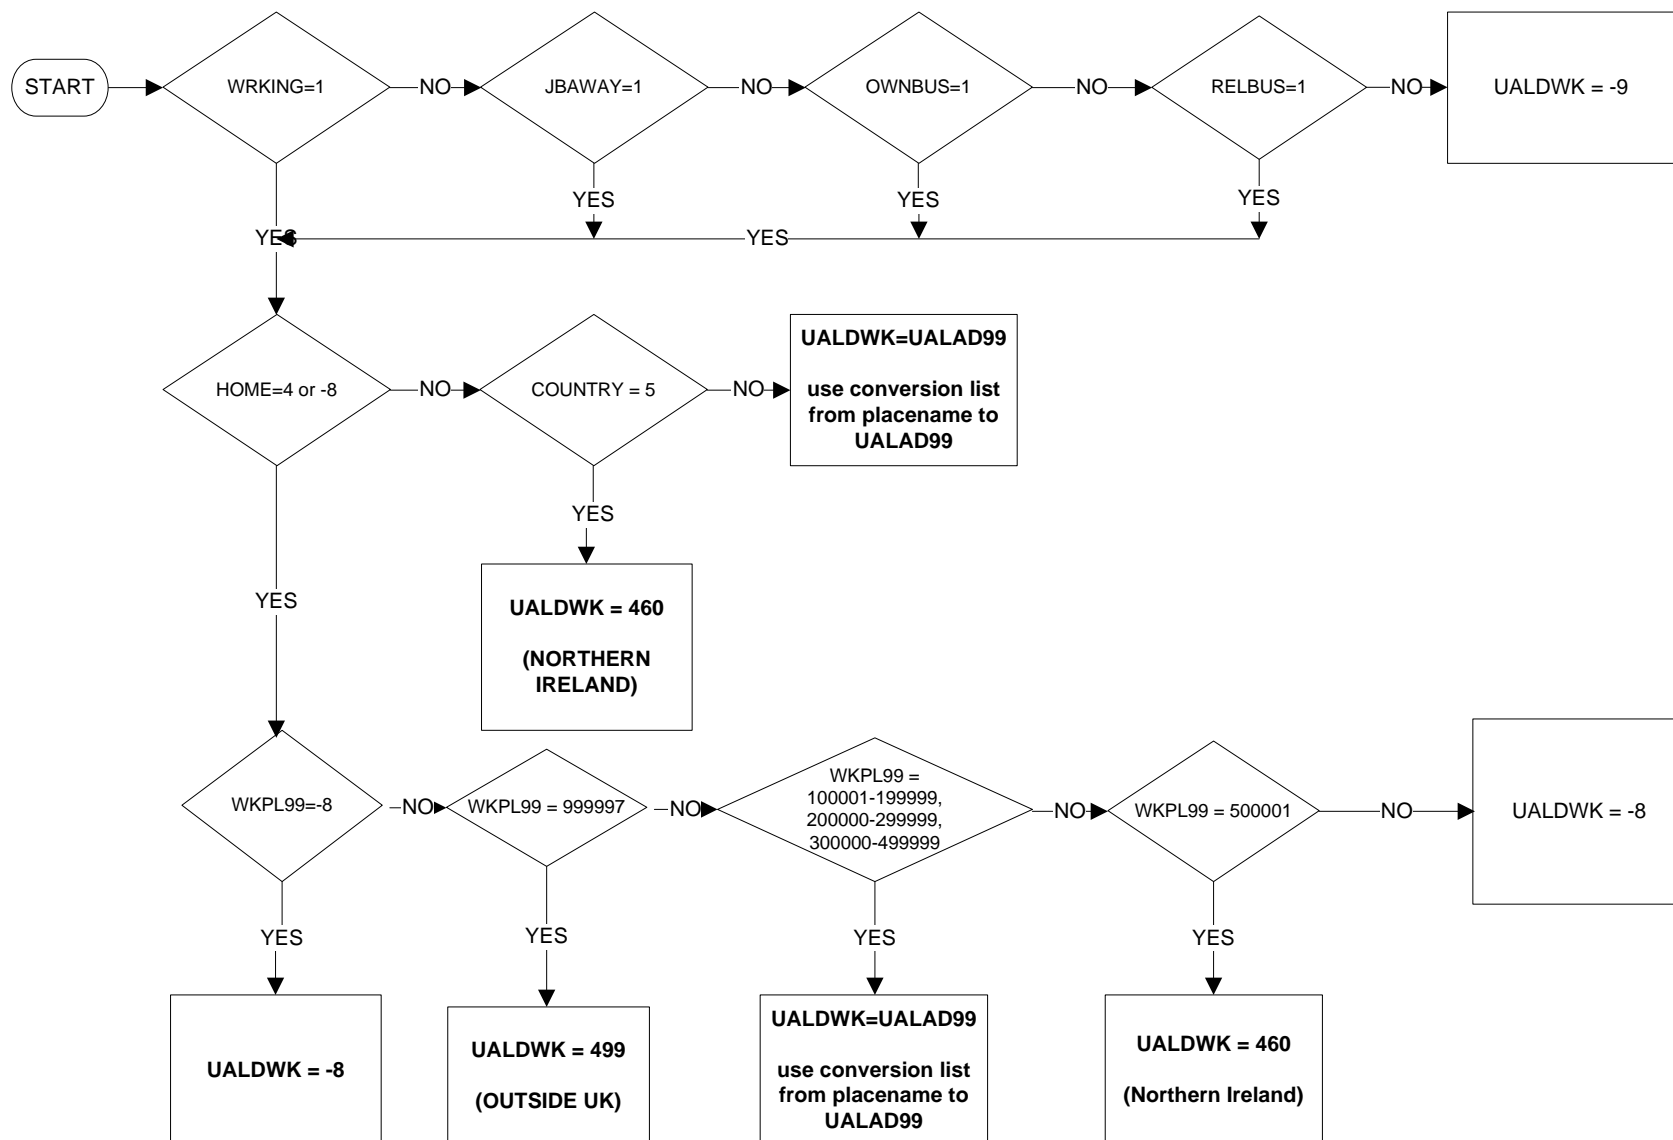 START
WRKING=1
NO
JBAWAY=1
NO
OWNBUS=1
NO
RELBUS=1
NO
UALDWK = -9
YES
YES
YES
YES
YES
HOME=4 or -8
NO
COUNTRY = 5
NO
UALDWK=UALAD99
use conversion list
from placename to
UALAD99
YES
YES
UALDWK = 460
(NORTHERN
IRELAND)
WKPL99=-8
NO
WKPL99 = 999997
NO
WKPL99 =
100001-199999,
200000-299999,
300000-499999
NO
WKPL99 = 500001
NO
UALDWK = -8
YES
YES
YES
YES
UALDWK = -8
UALDWK = 499
(OUTSIDE UK)
UALDWK=UALAD99
use conversion list
from placename to
UALAD99
UALDWK = 460
(Northern Ireland)